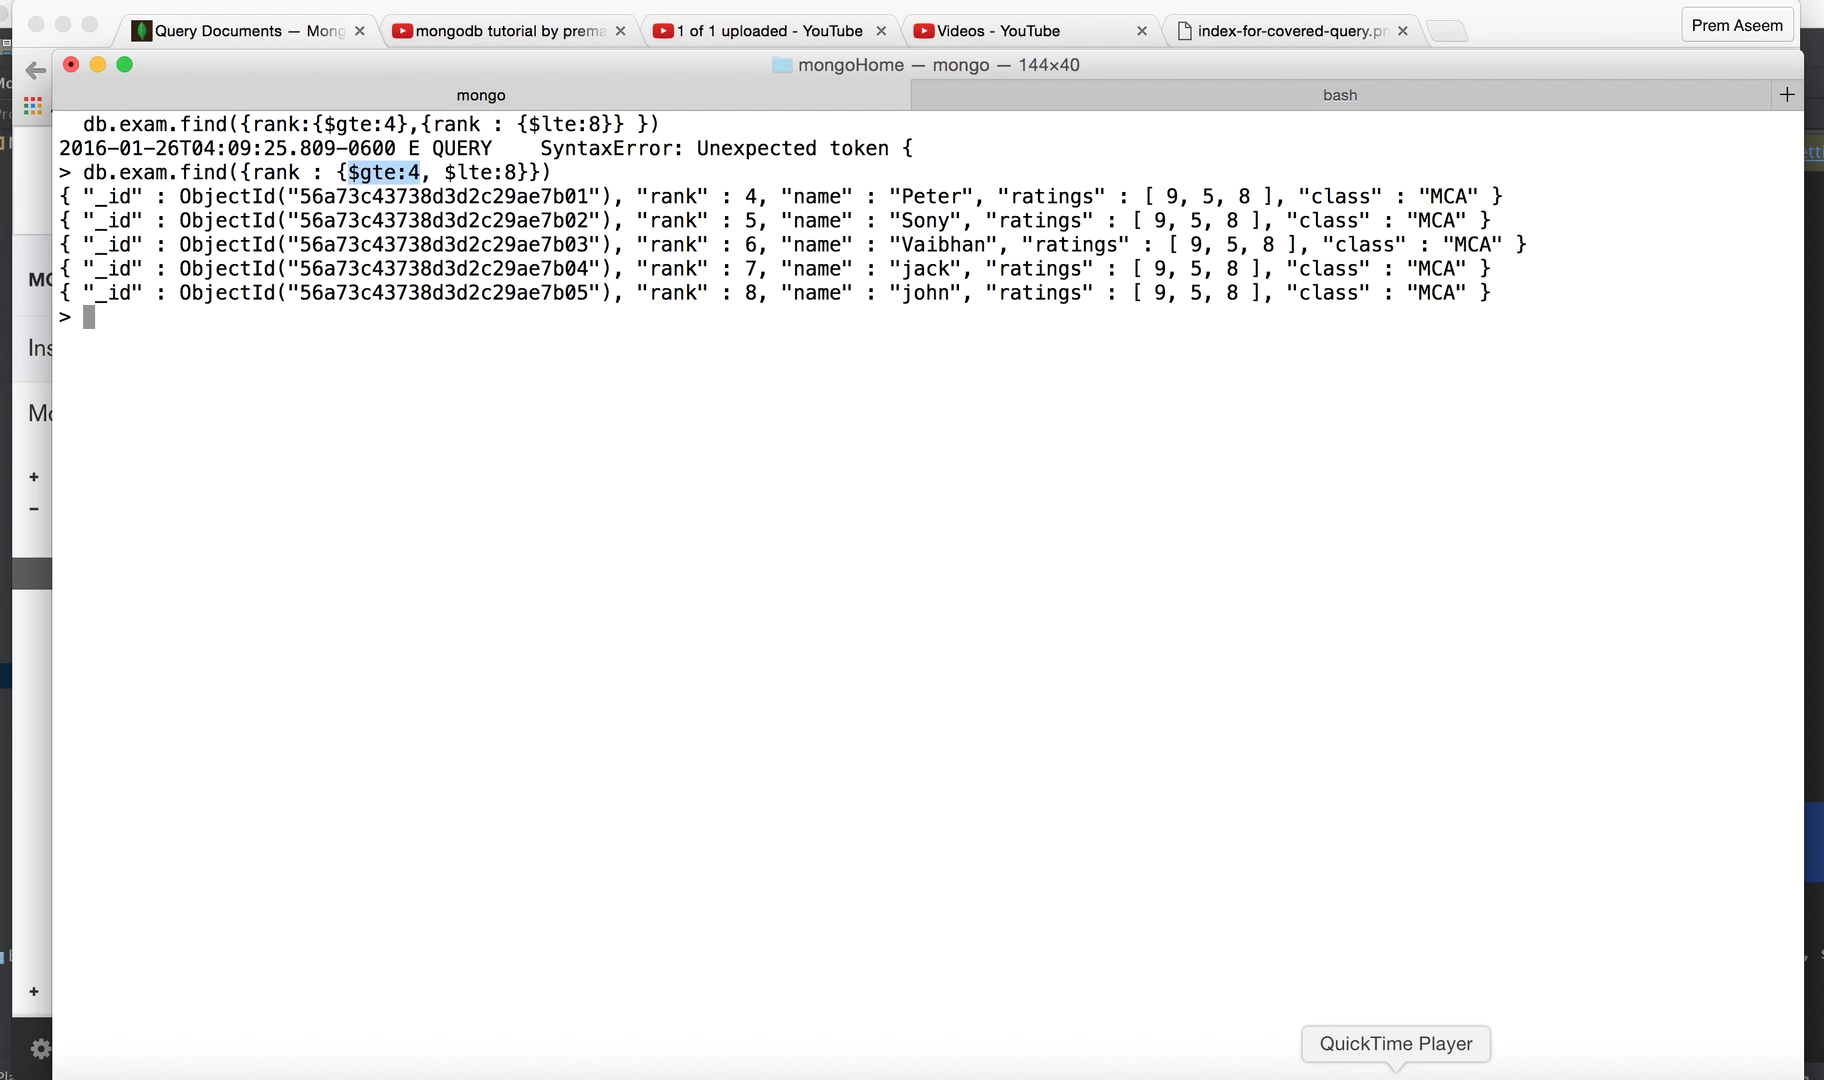 Query Documents — Mong
mongodb tutorial by prema
1 of 1 uploaded - YouTube
Videos - YouTube
index-for-covered-query.pn
Prem Aseem
mongoHome — mongo — 144×40
mongo
bash
db.exam.find({rank:{$gte:4},{rank : {$lte:8}} })
2016-01-26T04:09:25.809-0600 E QUERY    SyntaxError: Unexpected token {
> db.exam.find({rank : {$gte:4, $lte:8}})
{ "_id" : ObjectId("56a73c43738d3d2c29ae7b01"), "rank" : 4, "name" : "Peter", "ratings" : [ 9, 5, 8 ], "class" : "MCA" }
{ "_id" : ObjectId("56a73c43738d3d2c29ae7b02"), "rank" : 5, "name" : "Sony", "ratings" : [ 9, 5, 8 ], "class" : "MCA" }
{ "_id" : ObjectId("56a73c43738d3d2c29ae7b03"), "rank" : 6, "name" : "Vaibhan", "ratings" : [ 9, 5, 8 ], "class" : "MCA" }
{ "_id" : ObjectId("56a73c43738d3d2c29ae7b04"), "rank" : 7, "name" : "jack", "ratings" : [ 9, 5, 8 ], "class" : "MCA" }
{ "_id" : ObjectId("56a73c43738d3d2c29ae7b05"), "rank" : 8, "name" : "john", "ratings" : [ 9, 5, 8 ], "class" : "MCA" }
>
Ins
QuickTime Player